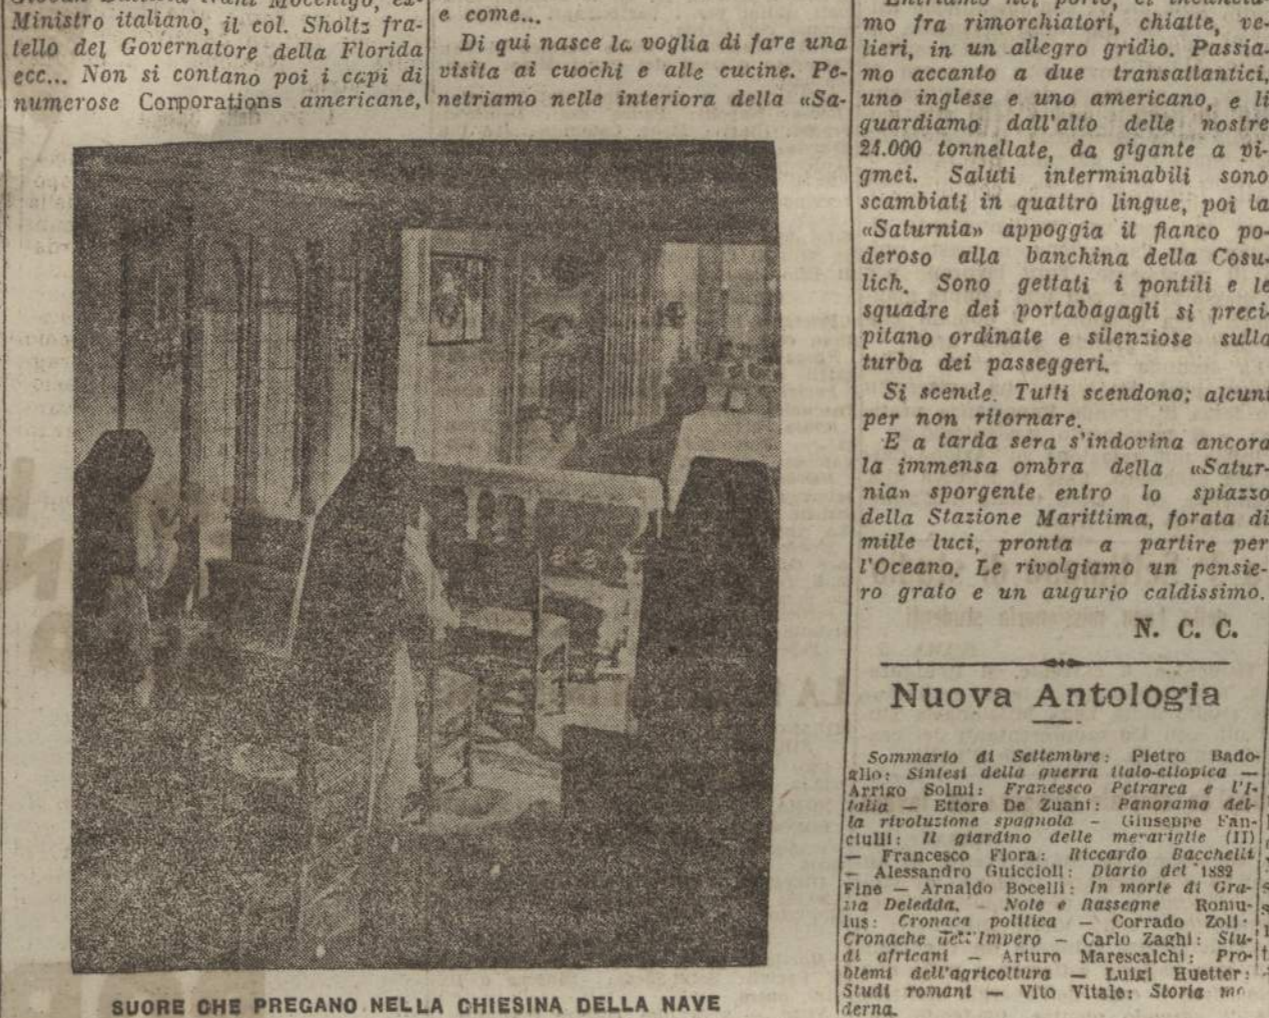 Ministro italiano, il col. Sholtz fra-
tello del Governatore della Florida
ecc... Non si contano poi i capi di
numerose Corporations americane,
e come...
Di qui nasce la voglia di fare una
visita ai cuochi e alle cucine. Pe-
netriamo nelle interiora della «Sa-
SUORE CHE PREGANO NELLA CHIESINA DELLA NAVE
mo fra rimorchiatori, chiatte, ve-
lieri, in un allegro gridio. Passia-
mo accanto a due transatlantici,
uno inglese e uno americano, e li
guardiamo dall'alto delle nostre
24.000 tonnellate, da gigante a pi-
gmei. Saluti interminabili sono
scambiati in quattro lingue, poi la
«Saturnia» appoggia il fianco po-
deroso alla banchina della Cosu-
lich. Sono gettati i pontili e le
squadre dei portabagagli si preci-
pitano ordinate e silenziose sulla
turba dei passeggeri.
Si scende. Tutti scendono; alcuni
per non ritornare.
E a tarda sera s'indovina ancora
la immensa ombra della «Satur-
nia» sporgente entro lo spiazzo
della Stazione Marittima, forata di
mille luci, pronta a partire per
l'Oceano. Le rivolgiamo un pensie-
ro grato e un augurio caldissimo.
N. C. C.
Nuova Antologia
Sommario di Settembre: Pietro Bado-
glio: Sintesi della guerra italo-etiopica —
Arrigo Solmi: Francesco Petrarca e l'I-
talia — Ettore De Zuani: Panorama del-
la rivoluzione spagnola — Giuseppe Fan-
ciulli: Il giardino delle meraviglie (II)
— Francesco Flora: Riccardo Bacchelli
— Alessandro Guiccioli: Diario del 1882
Fine — Arnaldo Bocelli: In morte di Gra-
zia Deledda. — Note e Rassegne Romu-
lus: Cronaca politica — Corrado Zoli:
Cronache dell'Impero — Carlo Zaghi: Stu-
di africani — Arturo Marescalchi: Pro-
blemi dell'agricoltura — Luigi Huetter:
Studi romani — Vito Vitale: Storia mo
derna.